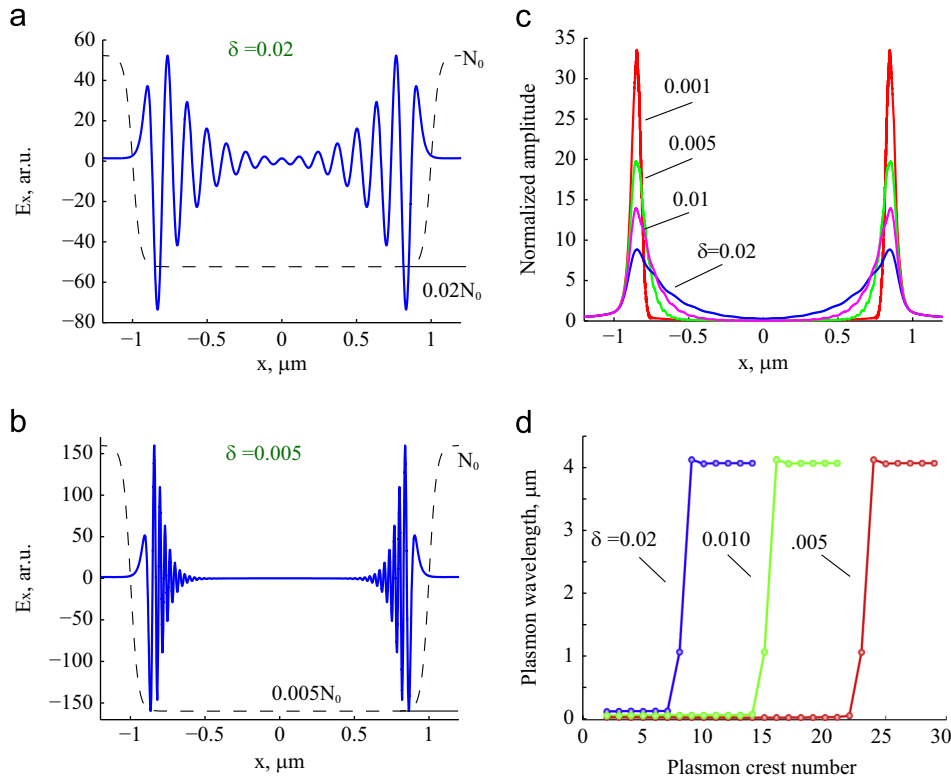 a
δ =0.02
N₀
60
40
20
0
−20
−40
−60
−80
Ex, ar.u.
0.02N₀
−1 −0.5 0 0.5 1
x, μm
b
δ =0.005
N₀
150
100
50
0
−50
−100
−150
Ex, ar.u.
0.005N₀
−1 −0.5 0 0.5 1
x, μm
c
35
30
25
20
15
10
5
0
Normalized amplitude
0.001
0.005
0.01
δ=0.02
−1 −0.5 0 0.5 1
x, μm
d
4
3
2
1
0
Plasmon wavelength, μm
δ =0.02 0.010 .005
0 5 10 15 20 25 30
Plasmon crest number